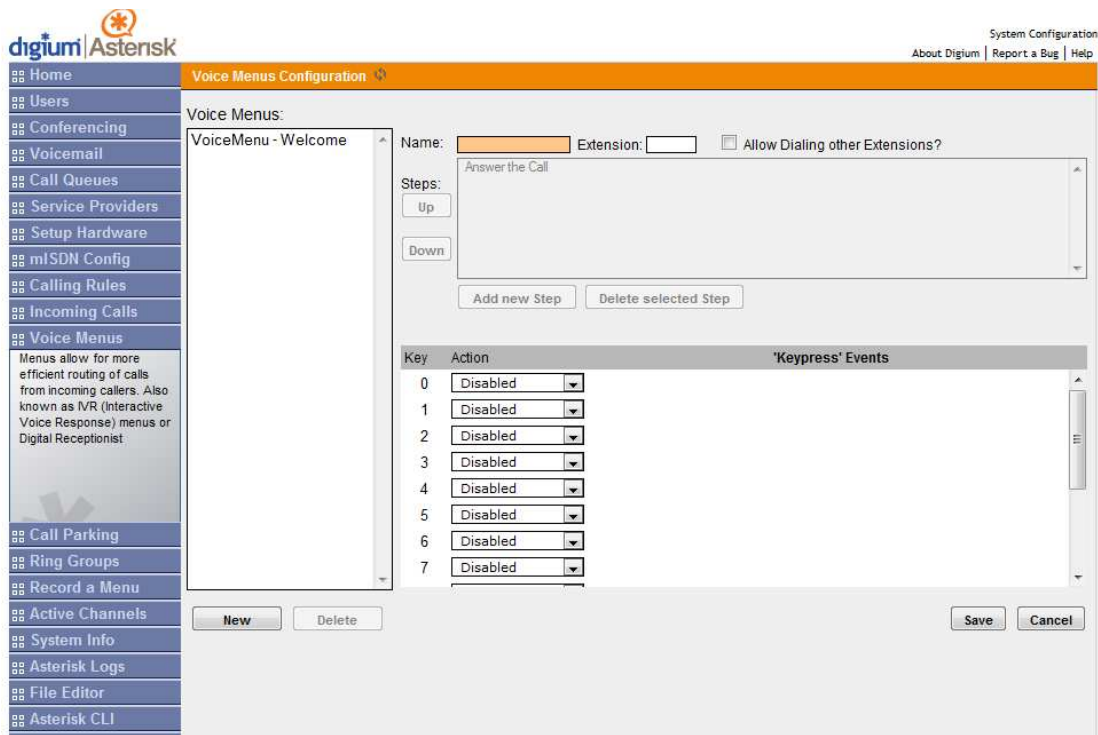 digium Asterisk
System Configuration
About Digium | Report a Bug | Help
Home
Users
Conferencing
Voicemail
Call Queues
Service Providers
Setup Hardware
mISDN Config
Calling Rules
Incoming Calls
Voice Menus
Menus allow for more
efficient routing of calls
from incoming callers. Also
known as IVR (Interactive
Voice Response) menus or
Digital Receptionist
Call Parking
Ring Groups
Record a Menu
Active Channels
System Info
Asterisk Logs
File Editor
Asterisk CLI
Voice Menus Configuration
Voice Menus:
VoiceMenu - Welcome
New Delete
Name: Extension: Allow Dialing other Extensions?
Steps:
Answer the Call
Up
Down
Add new Step Delete selected Step
Key Action 'Keypress' Events
0 Disabled
1 Disabled
2 Disabled
3 Disabled
4 Disabled
5 Disabled
6 Disabled
7 Disabled
Save Cancel